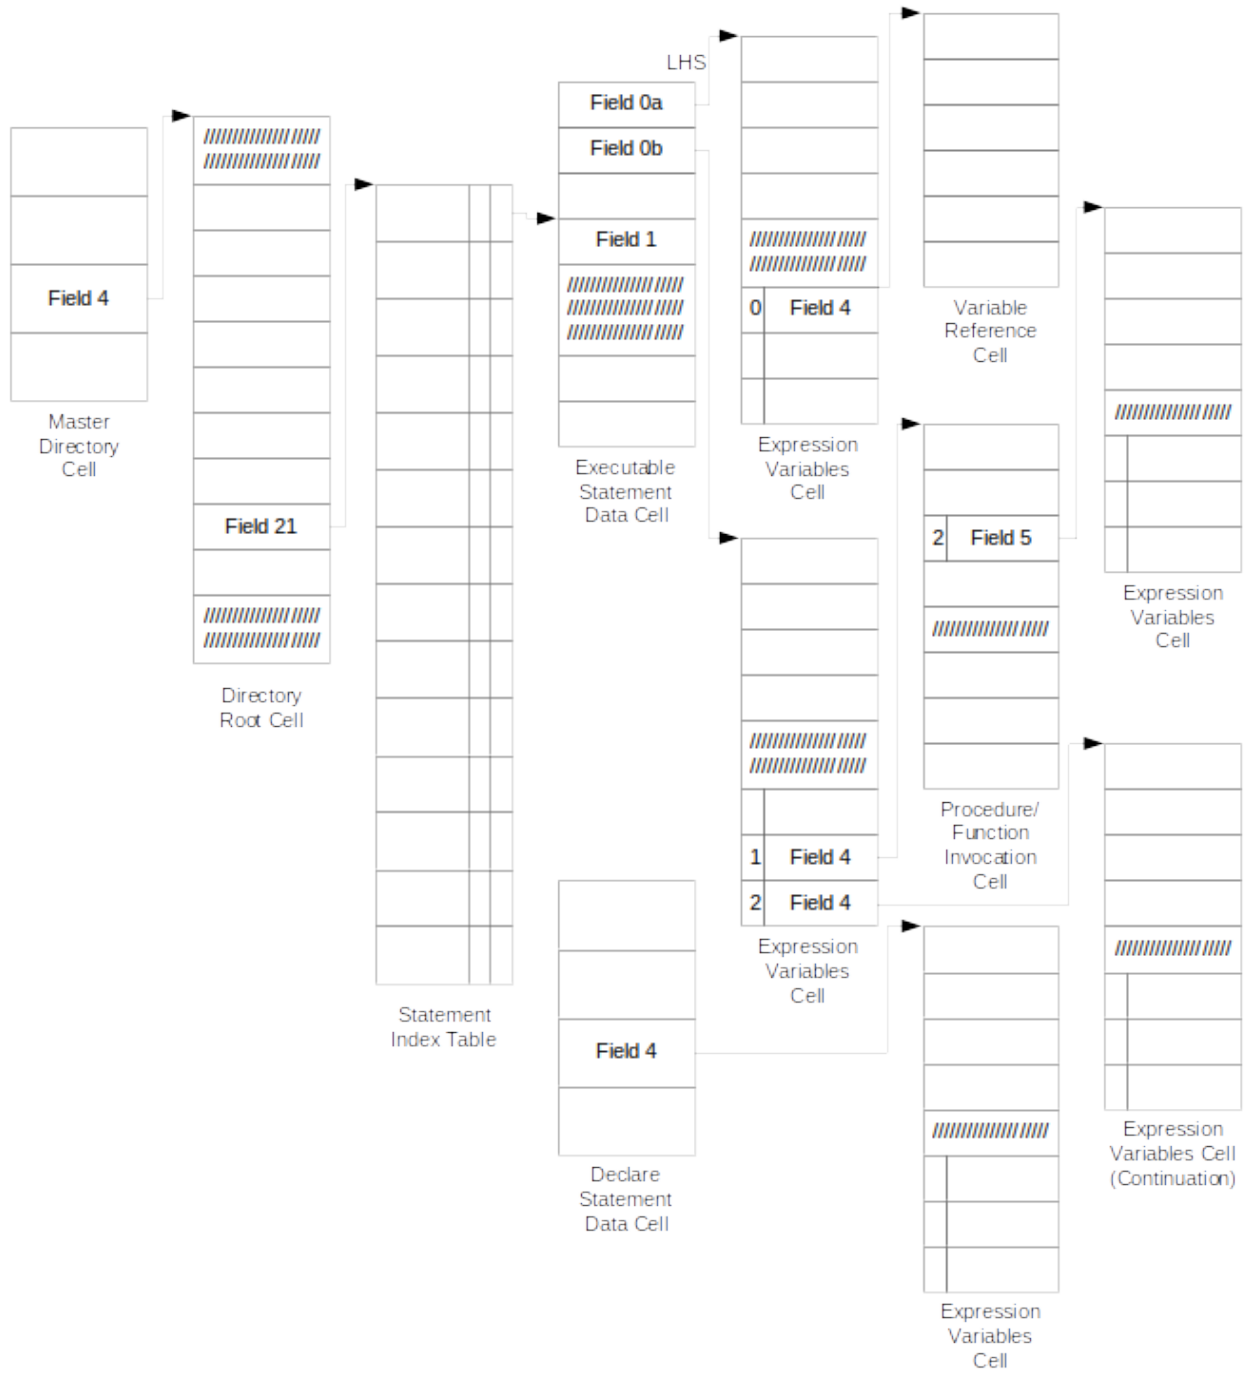 LHS
Field 0a
Field 0b
Field 1
Field 4
Master
Directory
Cell
Field 21
Directory
Root Cell
Statement
Index Table
Executable
Statement
Data Cell
0 Field 4
Expression
Variables
Cell
Variable
Reference
Cell
2 Field 5
Procedure/
Function
Invocation
Cell
Expression
Variables
Cell
1 Field 4
2 Field 4
Expression
Variables
Cell
Expression
Variables Cell
(Continuation)
Field 4
Declare
Statement
Data Cell
Expression
Variables
Cell